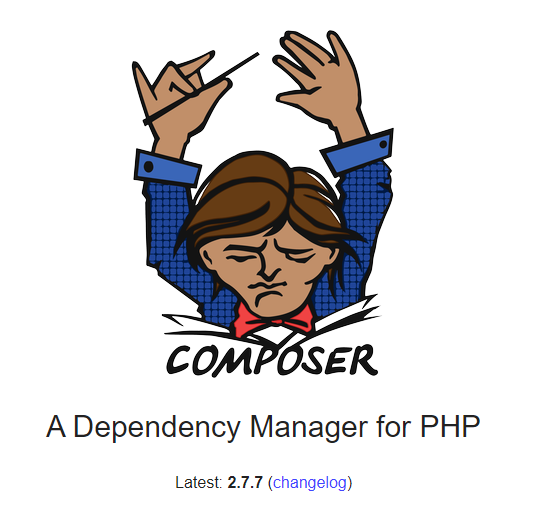 COMPOSER
A Dependency Manager for PHP
Latest: 2.7.7 (changelog)